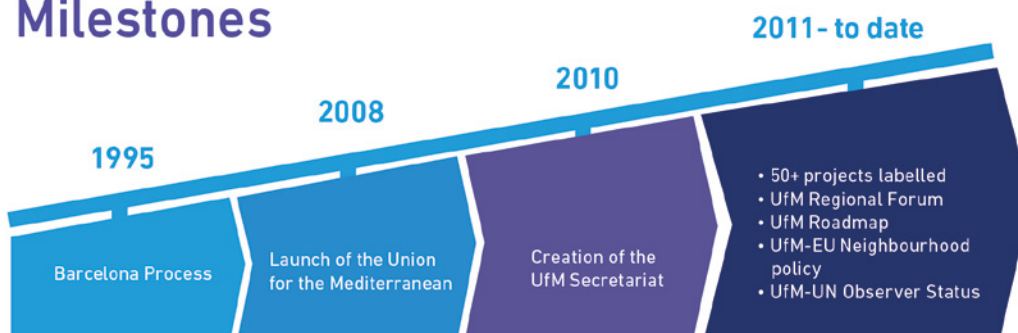 Milestones
1995
2008
2010
2011- to date
Barcelona Process
Launch of the Union
for the Mediterranean
Creation of the
UfM Secretariat
• 50+ projects labelled
• UfM Regional Forum
• UfM Roadmap
• UfM-EU Neighbourhood
policy
• UfM-UN Observer Status